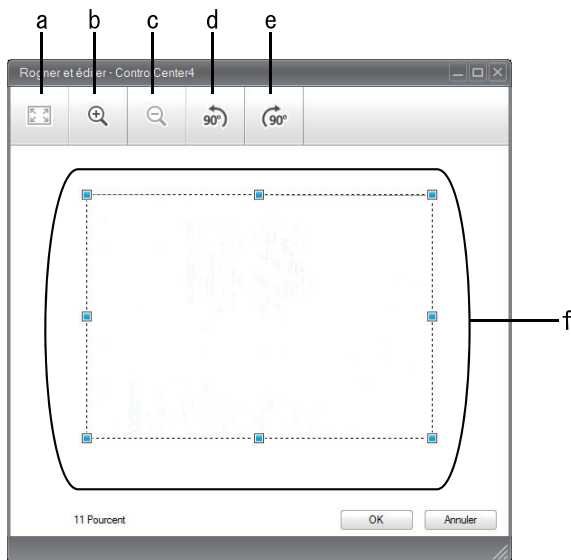 a b c d e
Rogner et éditer - ControlCenter4
90° 90°
f
11 Pourcent OK Annuler